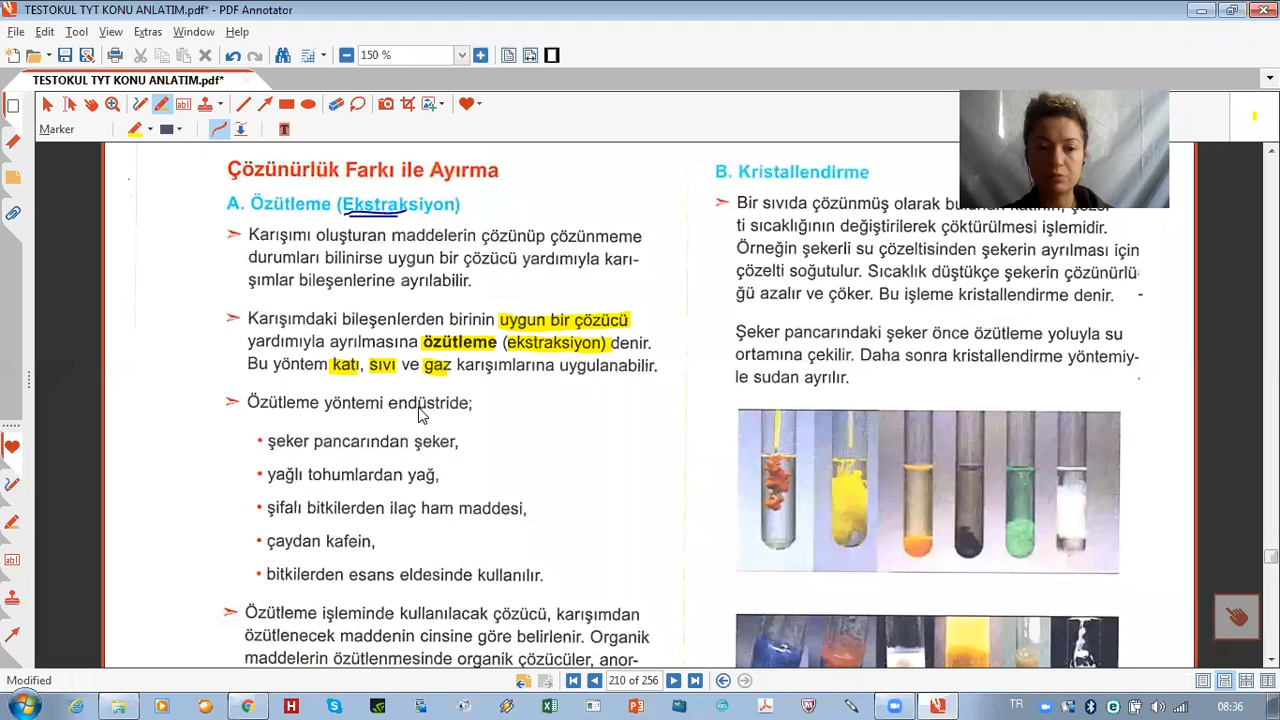 TESTOKUL TYT KONU ANLATIM.pdf* - PDF Annotator
File Edit Tool View Extras Window Help
150 %
TESTOKUL TYT KONU ANLATIM.pdf*
Marker
Çözünürlük Farkı ile Ayırma
A. Özütleme (Ekstraksiyon)
Karışımı oluşturan maddelerin çözünüp çözünmeme
durumları bilinirse uygun bir çözücü yardımıyla karı-
şımlar bileşenlerine ayrılabilir.
Karışımdaki bileşenlerden birinin uygun bir çözücü
yardımıyla ayrılmasına özütleme (ekstraksiyon) denir.
Bu yöntem katı, sıvı ve gaz karışımlarına uygulanabilir.
Özütleme yöntemi endüstride;
• şeker pancarından şeker,
• yağlı tohumlardan yağ,
• şifalı bitkilerden ilaç ham maddesi,
• çaydan kafein,
• bitkilerden esans eldesinde kullanılır.
Özütleme işleminde kullanılacak çözücü, karışımdan
özütlenecek maddenin cinsine göre belirlenir. Organik
maddelerin özütlenmesinde organik çözücüler, anor-
B. Kristallendirme
Bir sıvıda çözünmüş olarak
ti sıcaklığının değiştirilerek çöktürülmesi işlemidir.
Örneğin şekerli su çözeltisinden şekerin ayrılması için
çözelti soğutulur. Sıcaklık düştükçe şekerin çözünürlü
ğü azalır ve çöker. Bu işleme kristallendirme denir.
Şeker pancarındaki şeker önce özütleme yoluyla su
ortamına çekilir. Daha sonra kristallendirme yöntemiy-
le sudan ayrılır.
Modified
210 of 256
TR
08:36